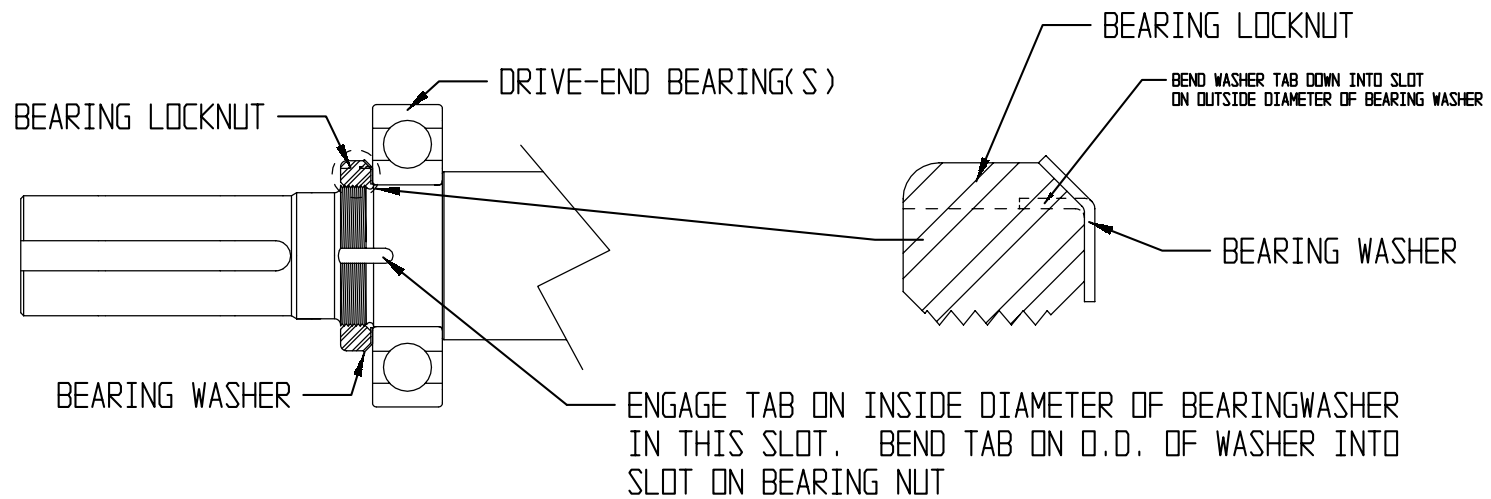 BEARING LOCKNUT
DRIVE-END BEARING(S)
BEARING LOCKNUT
BEND WASHER TAB DOWN INTO SLOT
ON OUTSIDE DIAMETER OF BEARING WASHER
BEARING WASHER
BEARING WASHER
ENGAGE TAB ON INSIDE DIAMETER OF BEARINGWASHER
IN THIS SLOT. BEND TAB ON O.D. OF WASHER INTO
SLOT ON BEARING NUT